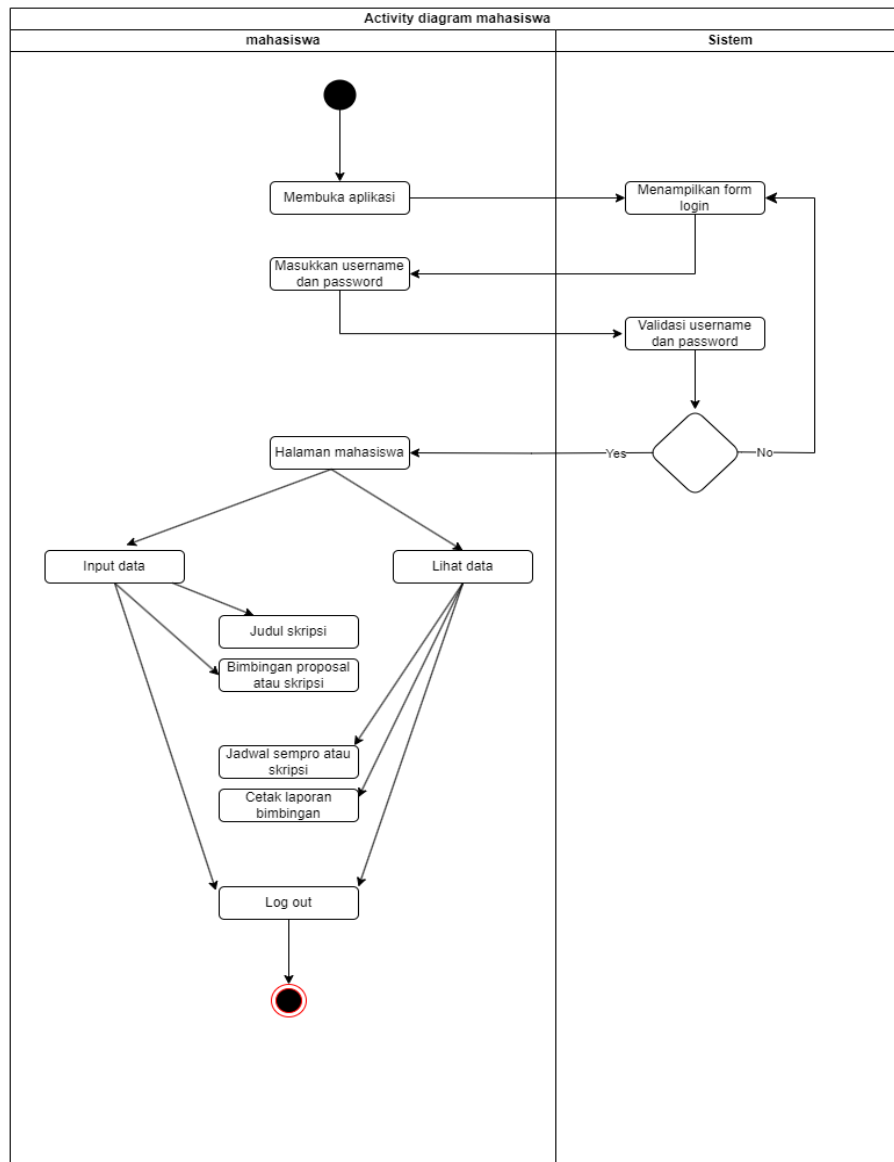 Activity diagram mahasiswa
mahasiswa
Sistem
Membuka aplikasi
Menampilkan form
login
Masukkan username
dan password
Validasi username
dan password
Halaman mahasiswa
Yes
No
Input data
Lihat data
Judul skripsi
Bimbingan proposal
atau skripsi
Jadwal sempro atau
skripsi
Cetak laporan
bimbingan
Log out